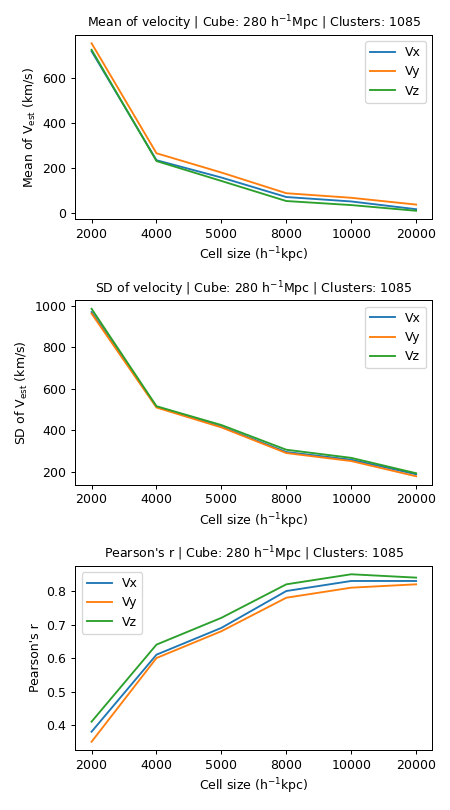 Mean of velocity | Cube: 280 h⁻¹Mpc | Clusters: 1085
Mean of Vest (km/s)
600
400
200
0
Vx
Vy
Vz
2000 4000 5000 8000 10000 20000
Cell size (h⁻¹kpc)
SD of velocity | Cube: 280 h⁻¹Mpc | Clusters: 1085
SD of Vest (km/s)
1000
800
600
400
200
Vx
Vy
Vz
2000 4000 5000 8000 10000 20000
Cell size (h⁻¹kpc)
Pearson's r | Cube: 280 h⁻¹Mpc | Clusters: 1085
Pearson's r
0.8
0.7
0.6
0.5
0.4
Vx
Vy
Vz
2000 4000 5000 8000 10000 20000
Cell size (h⁻¹kpc)